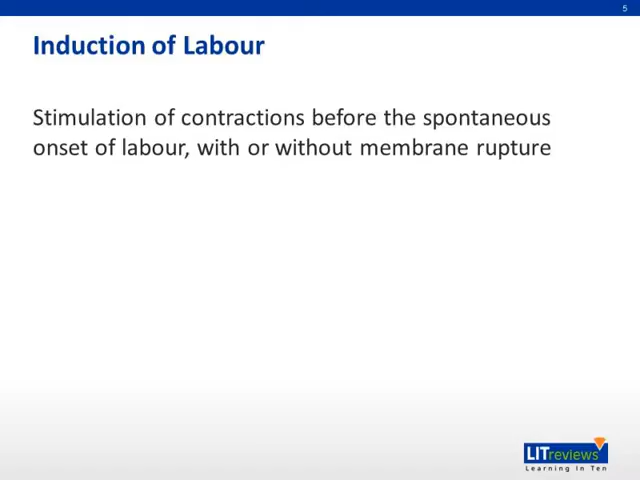 5
Induction of Labour
Stimulation of contractions before the spontaneous
onset of labour, with or without membrane rupture
LITreviews
Learning In Ten